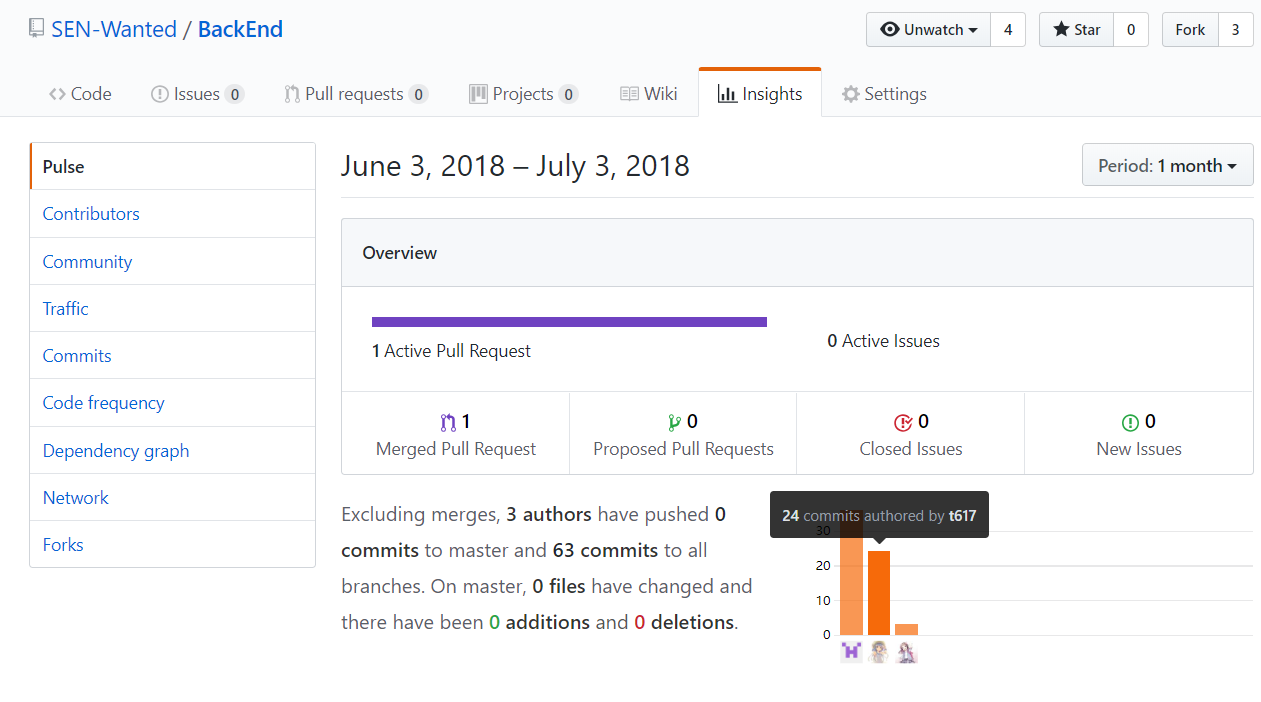 SEN-Wanted / BackEnd
Unwatch 4 Star 0 Fork 3
Code Issues 0 Pull requests 0 Projects 0 Wiki Insights Settings
Pulse
Contributors
Community
Traffic
Commits
Code frequency
Dependency graph
Network
Forks
June 3, 2018 – July 3, 2018
Period: 1 month
Overview
1 Active Pull Request
0 Active Issues
1
Merged Pull Request
0
Proposed Pull Requests
0
Closed Issues
0
New Issues
Excluding merges, 3 authors have pushed 0
commits to master and 63 commits to all
branches. On master, 0 files have changed and
there have been 0 additions and 0 deletions.
24 commits authored by t617
30
20
10
0